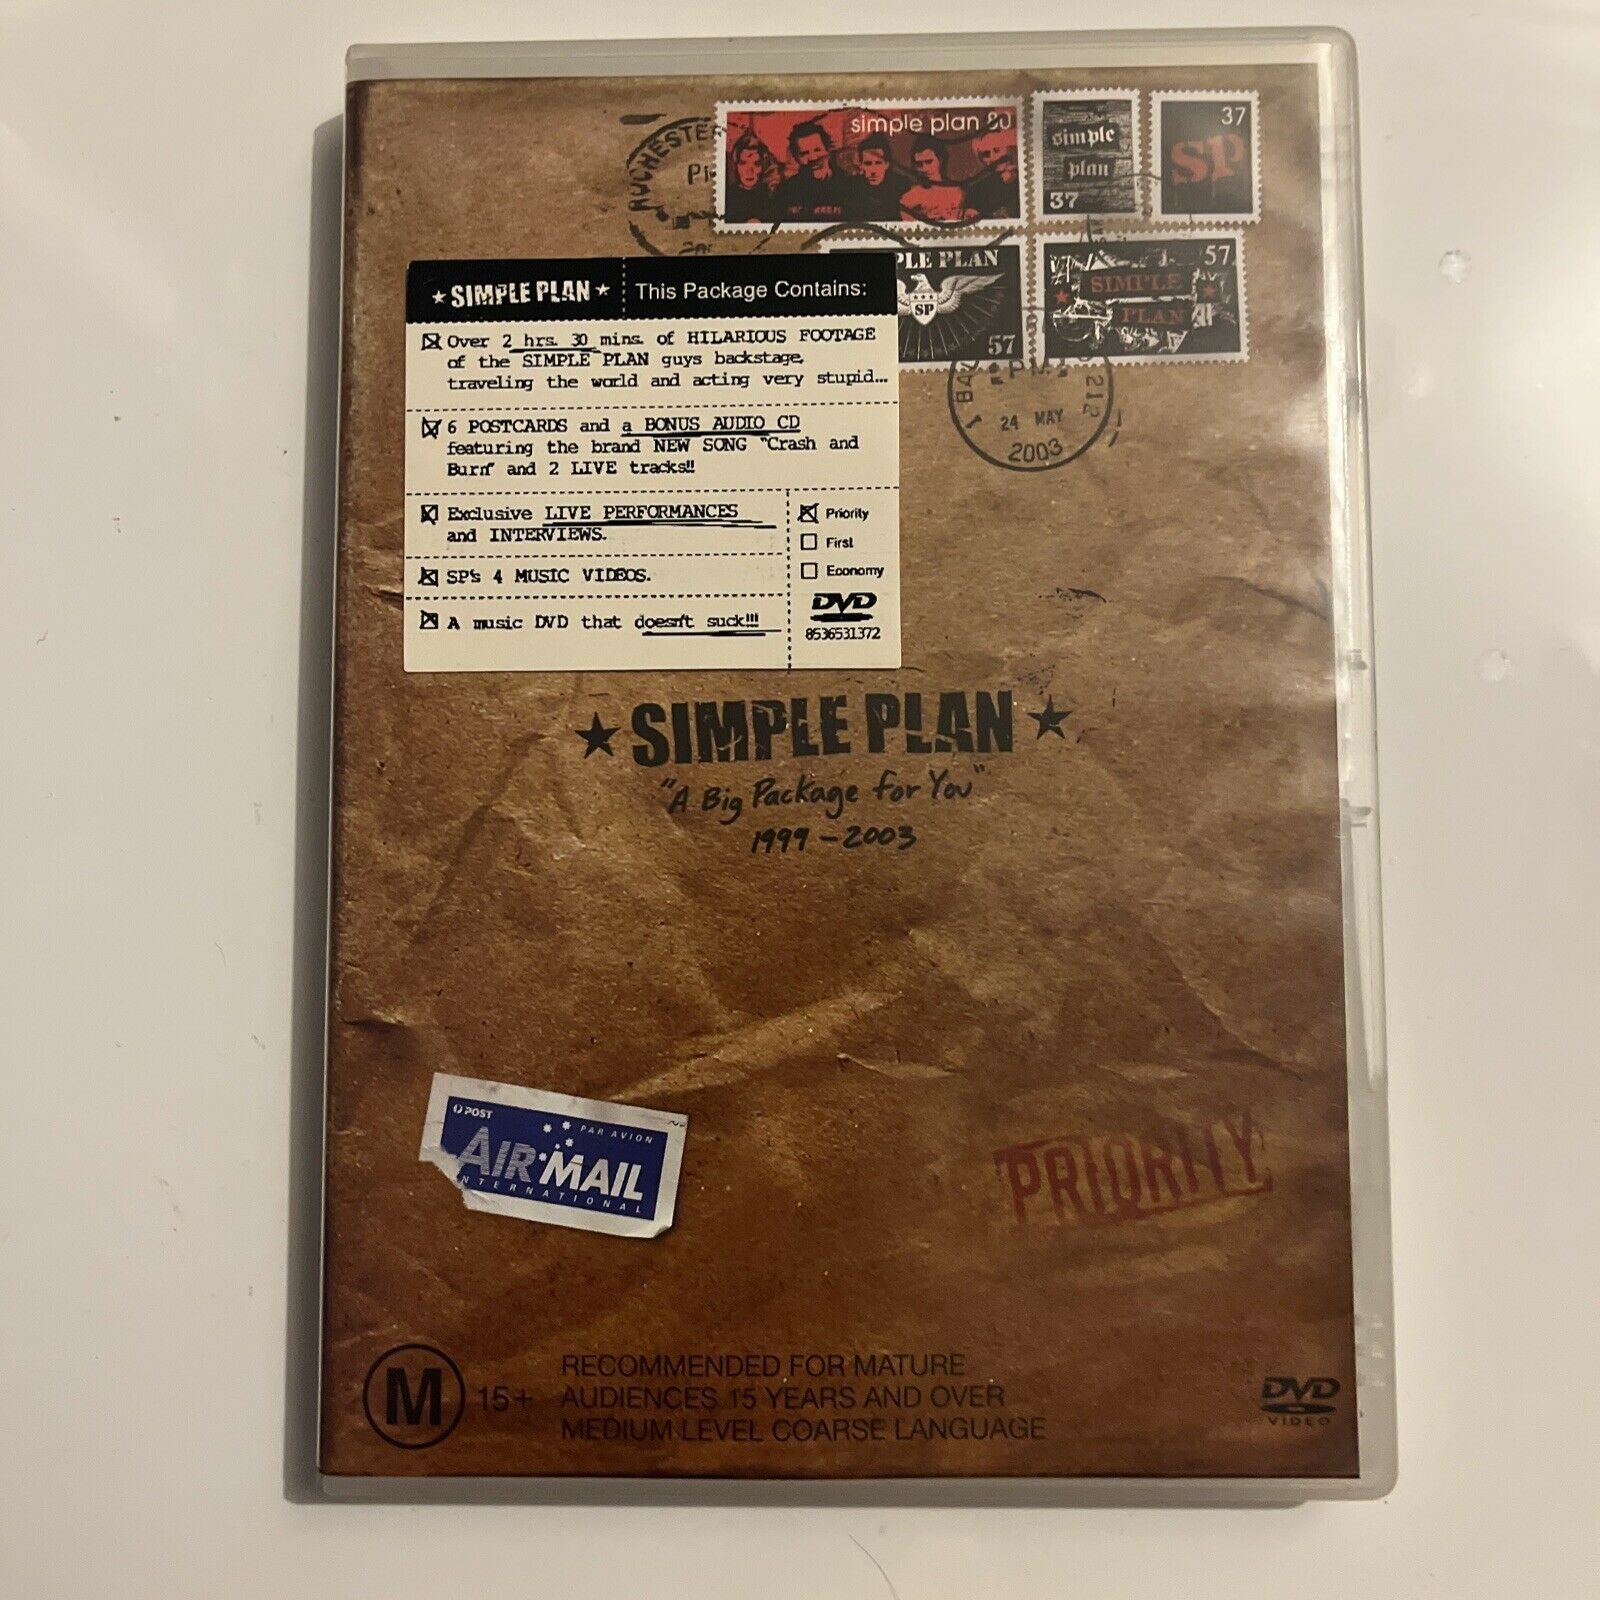 simple plan 80
simple
plan
37
37
SP
ROCHESTER
PLE PLAN
SP
57
57
SIMPLE
PLAN
PM
212
24 MAY
2003
★ SIMPLE PLAN ★ This Package Contains:
Over 2 hrs. 30 mins. of HILARIOUS FOOTAGE
of the SIMPLE PLAN guys backstage,
traveling the world and acting very stupid...
6 POSTCARDS and a BONUS AUDIO CD
featuring the brand NEW SONG "Crash and
Burn" and 2 LIVE tracks!!
Exclusive LIVE PERFORMANCES
and INTERVIEWS.
SP's 4 MUSIC VIDEOS.
A music DVD that doesn't suck!!!
Priority
First
Economy
DVD
8536531372
★ SIMPLE PLAN ★
"A Big Package for You"
1999-2003
POST
PAR AVION
AIR MAIL
INTERNATIONAL
PRIORITY
M 15+
RECOMMENDED FOR MATURE
AUDIENCES 15 YEARS AND OVER
MEDIUM LEVEL COARSE LANGUAGE
DVD
VIDEO